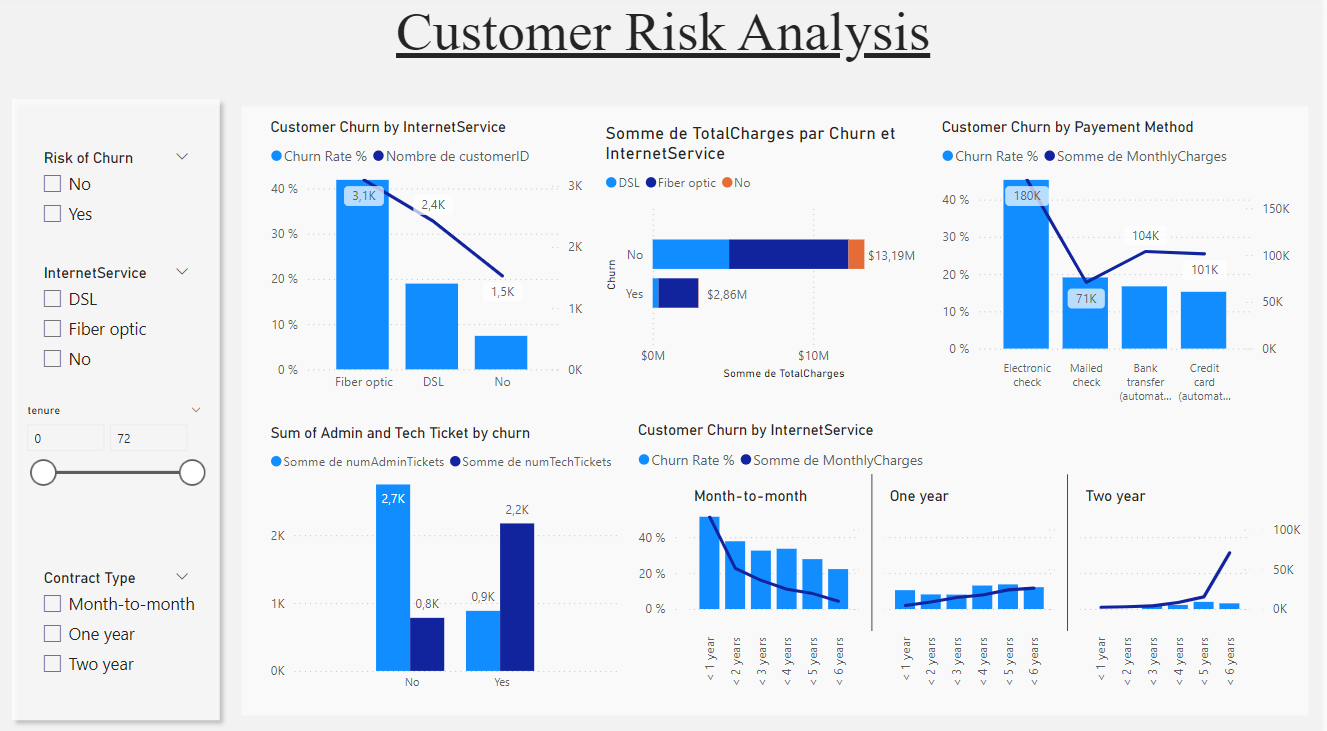 Customer Risk Analysis
Risk of Churn
No
Yes
InternetService
DSL
Fiber optic
No
tenure
0 72
Contract Type
Month-to-month
One year
Two year
Customer Churn by InternetService
Churn Rate % Nombre de customerID
40 %
30 %
20 %
10 %
0 %
3,1K
2,4K
1,5K
3K
2K
1K
0K
Fiber optic DSL No
Somme de TotalCharges par Churn et
InternetService
DSL Fiber optic No
Churn
No $13,19M
Yes $2,86M
$0M $10M
Somme de TotalCharges
Customer Churn by Payement Method
Churn Rate % Somme de MonthlyCharges
40 %
30 %
20 %
10 %
0 %
180K
71K
104K
101K
150K
100K
50K
0K
Electronic
check
Mailed
check
Bank
transfer
(automat...
Credit
card
(automat...
Sum of Admin and Tech Ticket by churn
Somme de numAdminTickets Somme de numTechTickets
2K
1K
0K
2,7K
0,8K
0,9K
2,2K
No Yes
Customer Churn by InternetService
Churn Rate % Somme de MonthlyCharges
Month-to-month One year Two year
40 %
20 %
0 %
100K
50K
0K
< 1 year
< 2 years
< 3 years
< 4 years
< 5 years
< 6 years
< 1 year
< 2 years
< 3 years
< 4 years
< 5 years
< 6 years
< 1 year
< 2 years
< 3 years
< 4 years
< 5 years
< 6 years